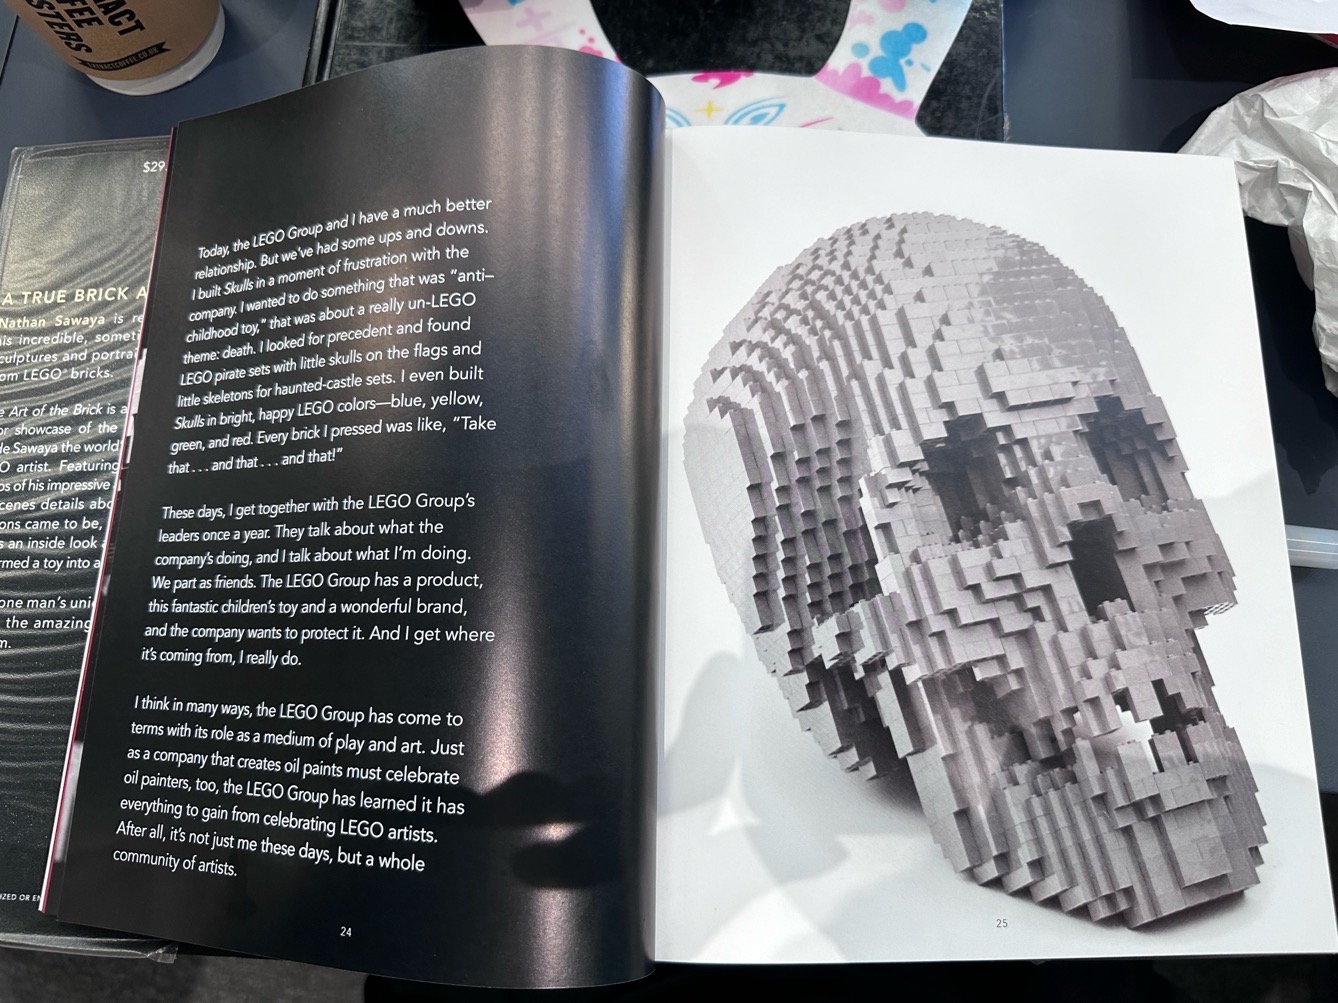 ACT
FEE
STERS
EXTRACTCOFFEE.CO.UK
$29.
A TRUE BRICK A
Nathan Sawaya is
incredible,
sculptures and
om LEGO® bricks.
Art of the Brick is a
or showcase of the
Sawaya the world
O artist. Featuring
of his impressive
scenes details
ons came to be,
s an inside look
rmed a toy into a
one man's
the amazing
Today, the LEGO Group and I have a much better
relationship. But we've had some ups and downs.
I built Skulls in a moment of frustration with the
company. I wanted to do something that was “anti–
childhood toy,” that was about a really un-LEGO
theme: death. I looked for precedent and found
LEGO pirate sets with little skulls on the flags and
little skeletons for haunted-castle sets. I even built
Skulls in bright, happy LEGO colors—blue, yellow,
green, and red. Every brick I pressed was like, “Take
that . . . and that . . . and that!”
These days, I get together with the LEGO Group's
leaders once a year. They talk about what the
company's doing, and I talk about what I'm doing.
We part as friends. The LEGO Group has a product,
this fantastic children's toy and a wonderful brand,
and the company wants to protect it. And I get where
it's coming from, I really do.
I think in many ways, the LEGO Group has come to
terms with its role as a medium of play and art. Just
as a company that creates oil paints must celebrate
oil painters, too, the LEGO Group has learned it has
everything to gain from celebrating LEGO artists.
After all, it's not just me these days, but a whole
community of artists.
24
25